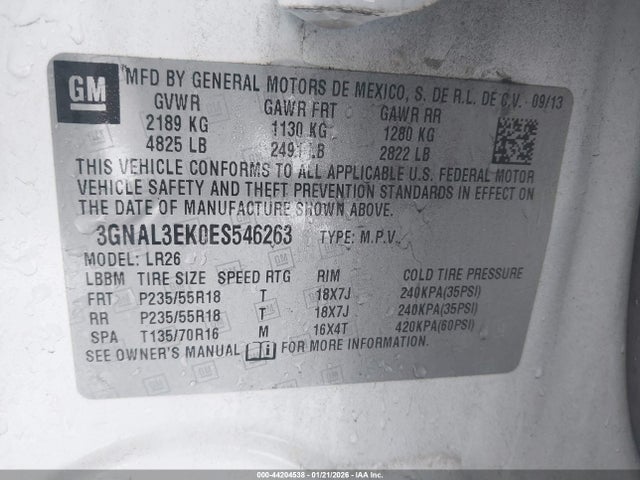 GM
MFD BY GENERAL MOTORS DE MEXICO, S. DE R.L. DE C.V. 09/13
GVWR GAWR FRT GAWR RR
2189 KG 1130 KG 1280 KG
4825 LB 2491 LB 2822 LB
THIS VEHICLE CONFORMS TO ALL APPLICABLE U.S. FEDERAL MOTOR
VEHICLE SAFETY AND THEFT PREVENTION STANDARDS IN EFFECT ON
THE DATE OF MANUFACTURE SHOWN ABOVE.
3GNAL3EK0ES546263 TYPE: M.P.V.
MODEL: LR26
LBBM TIRE SIZE SPEED RTG RIM COLD TIRE PRESSURE
FRT P235/55R18 T 18X7J 240KPA(35PSI)
RR P235/55R18 T 18X7J 240KPA(35PSI)
SPA T135/70R16 M 16X4T 420KPA(60PSI)
SEE OWNER'S MANUAL FOR MORE INFORMATION.
000-44204538 | 01/21/2026 | Copart IAAI